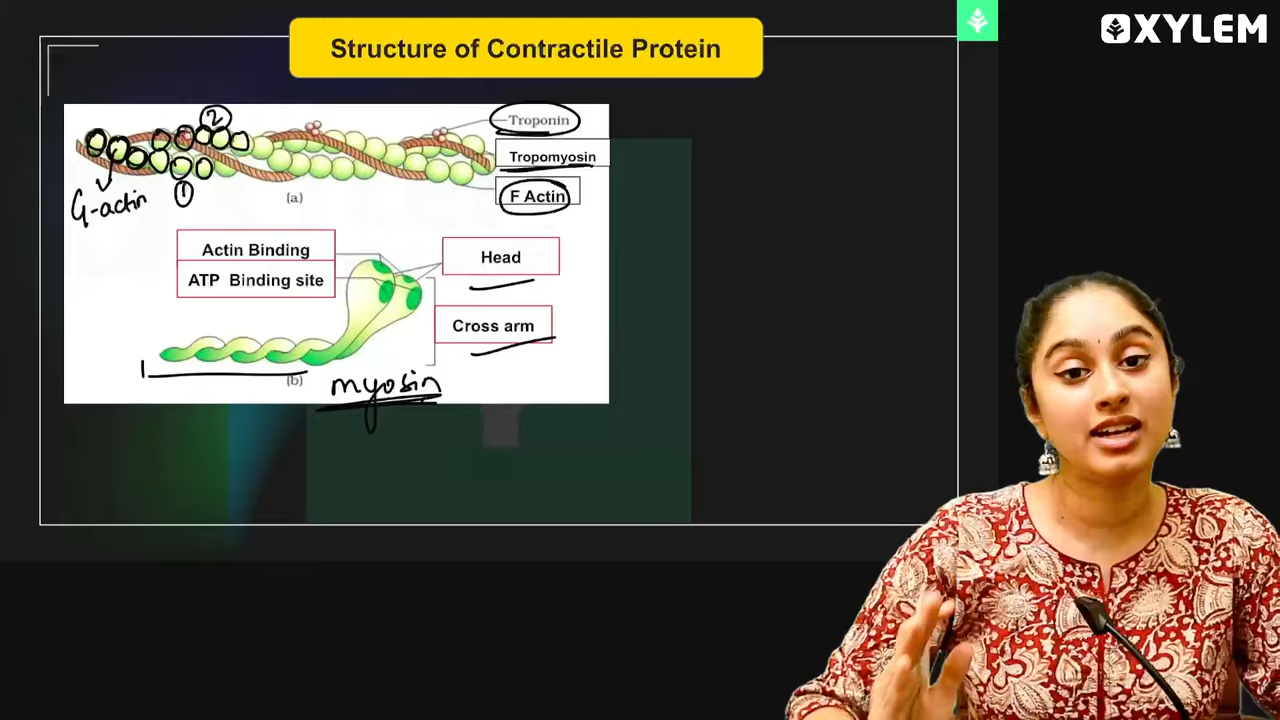 Structure of Contractile Protein
OXYLEM
Troponin
Tropomyosin
F Actin
2
1
G-actin
(a)
Actin Binding
ATP Binding site
Head
Cross arm
(b)
myosin